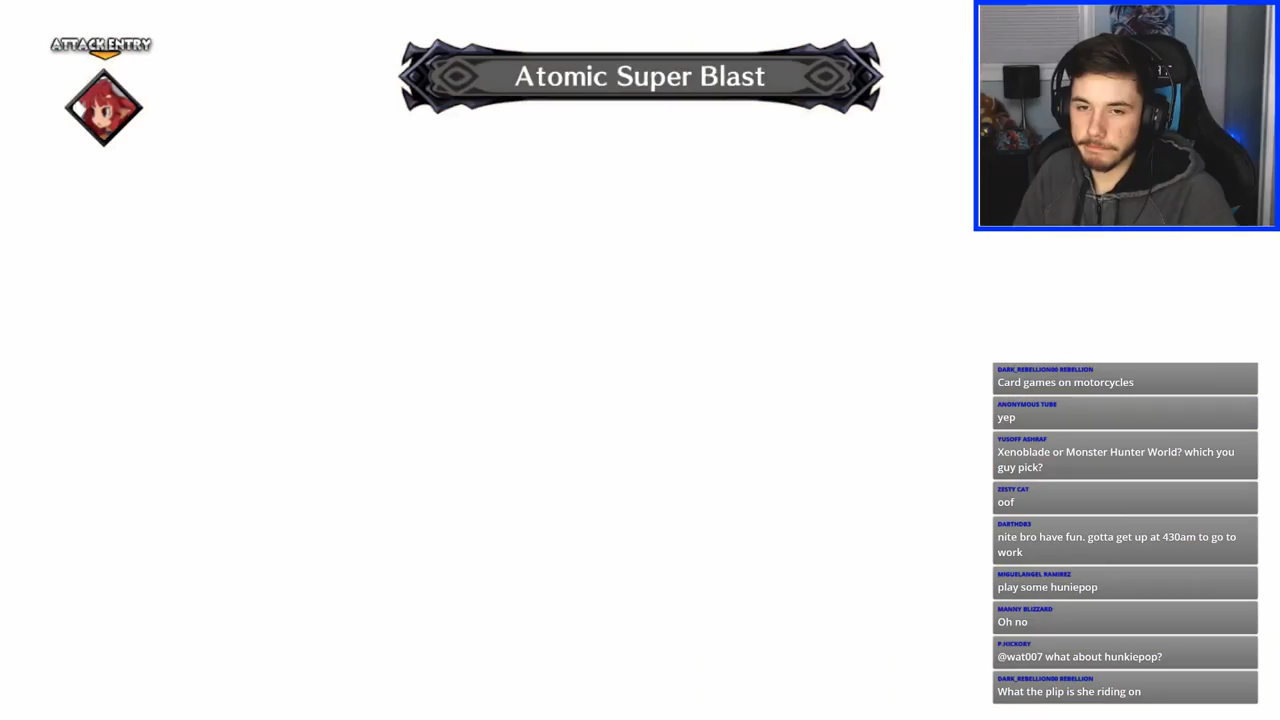 ATTACK ENTRY
Atomic Super Blast
DARK_REBELLION00 REBELLION
Card games on motorcycles
ANONYMOUS TUBE
yep
YUSOFF ASHRAF
Xenoblade or Monster Hunter World? which you
guy pick?
ZESTY CAT
oof
DARTHDB3
nite bro have fun. gotta get up at 430am to go to
work
MIGUELANGEL RAMIREZ
play some huniepop
MANNY BLIZZARD
Oh no
P.HICKORY
@wat007 what about hunkiepop?
DARK_REBELLION00 REBELLION
What the plip is she riding on